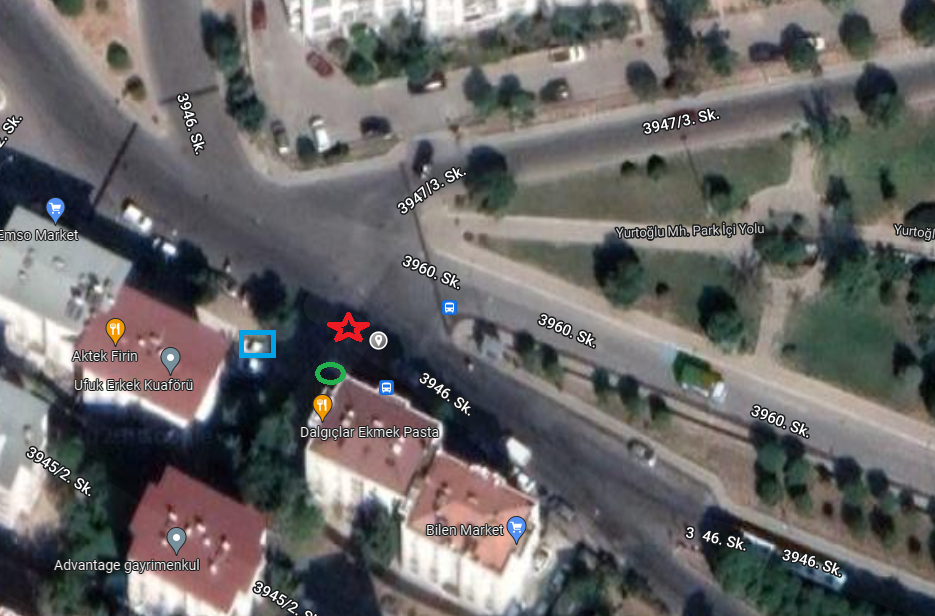 3946. Sk.
3947/3. Sk.
3947/3. Sk.
Emso Market
Yurtoğlu Mh. Park İçi Yolu
3960. Sk.
3960. Sk.
Aktek Firin
Ufuk Erkek Kuaförü
3946. Sk.
3960. Sk.
Dalgıçlar Ekmek Pasta
3945/2. Sk.
Bilen Market
3 46. Sk.
3946. Sk.
Advantage gayrimenkul